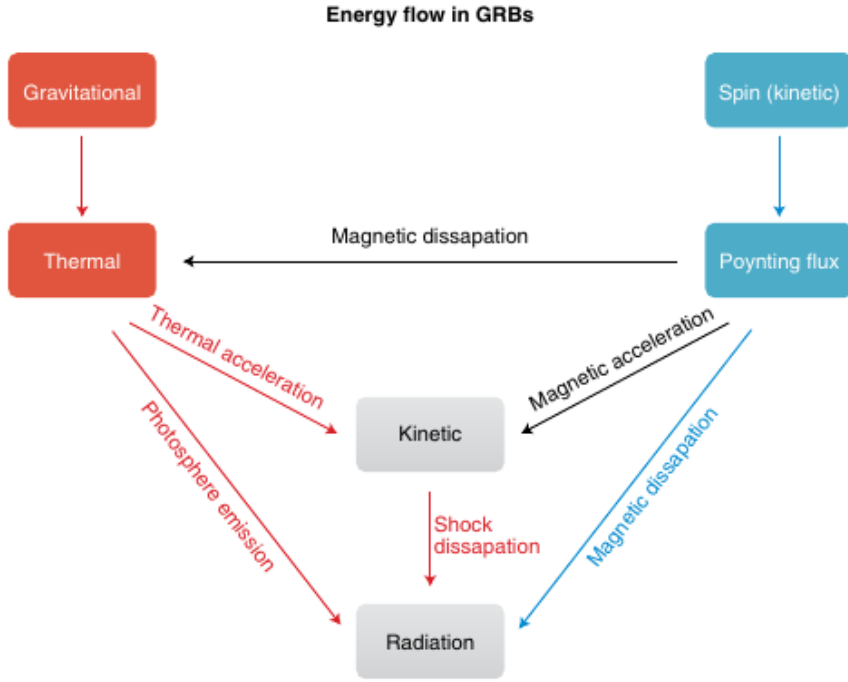 Energy flow in GRBs
Gravitational
Spin (kinetic)
Thermal
Magnetic dissapation
Poynting flux
Thermal acceleration
Magnetic acceleration
Kinetic
Photosphere emission
Magnetic dissapation
Shock
dissapation
Radiation